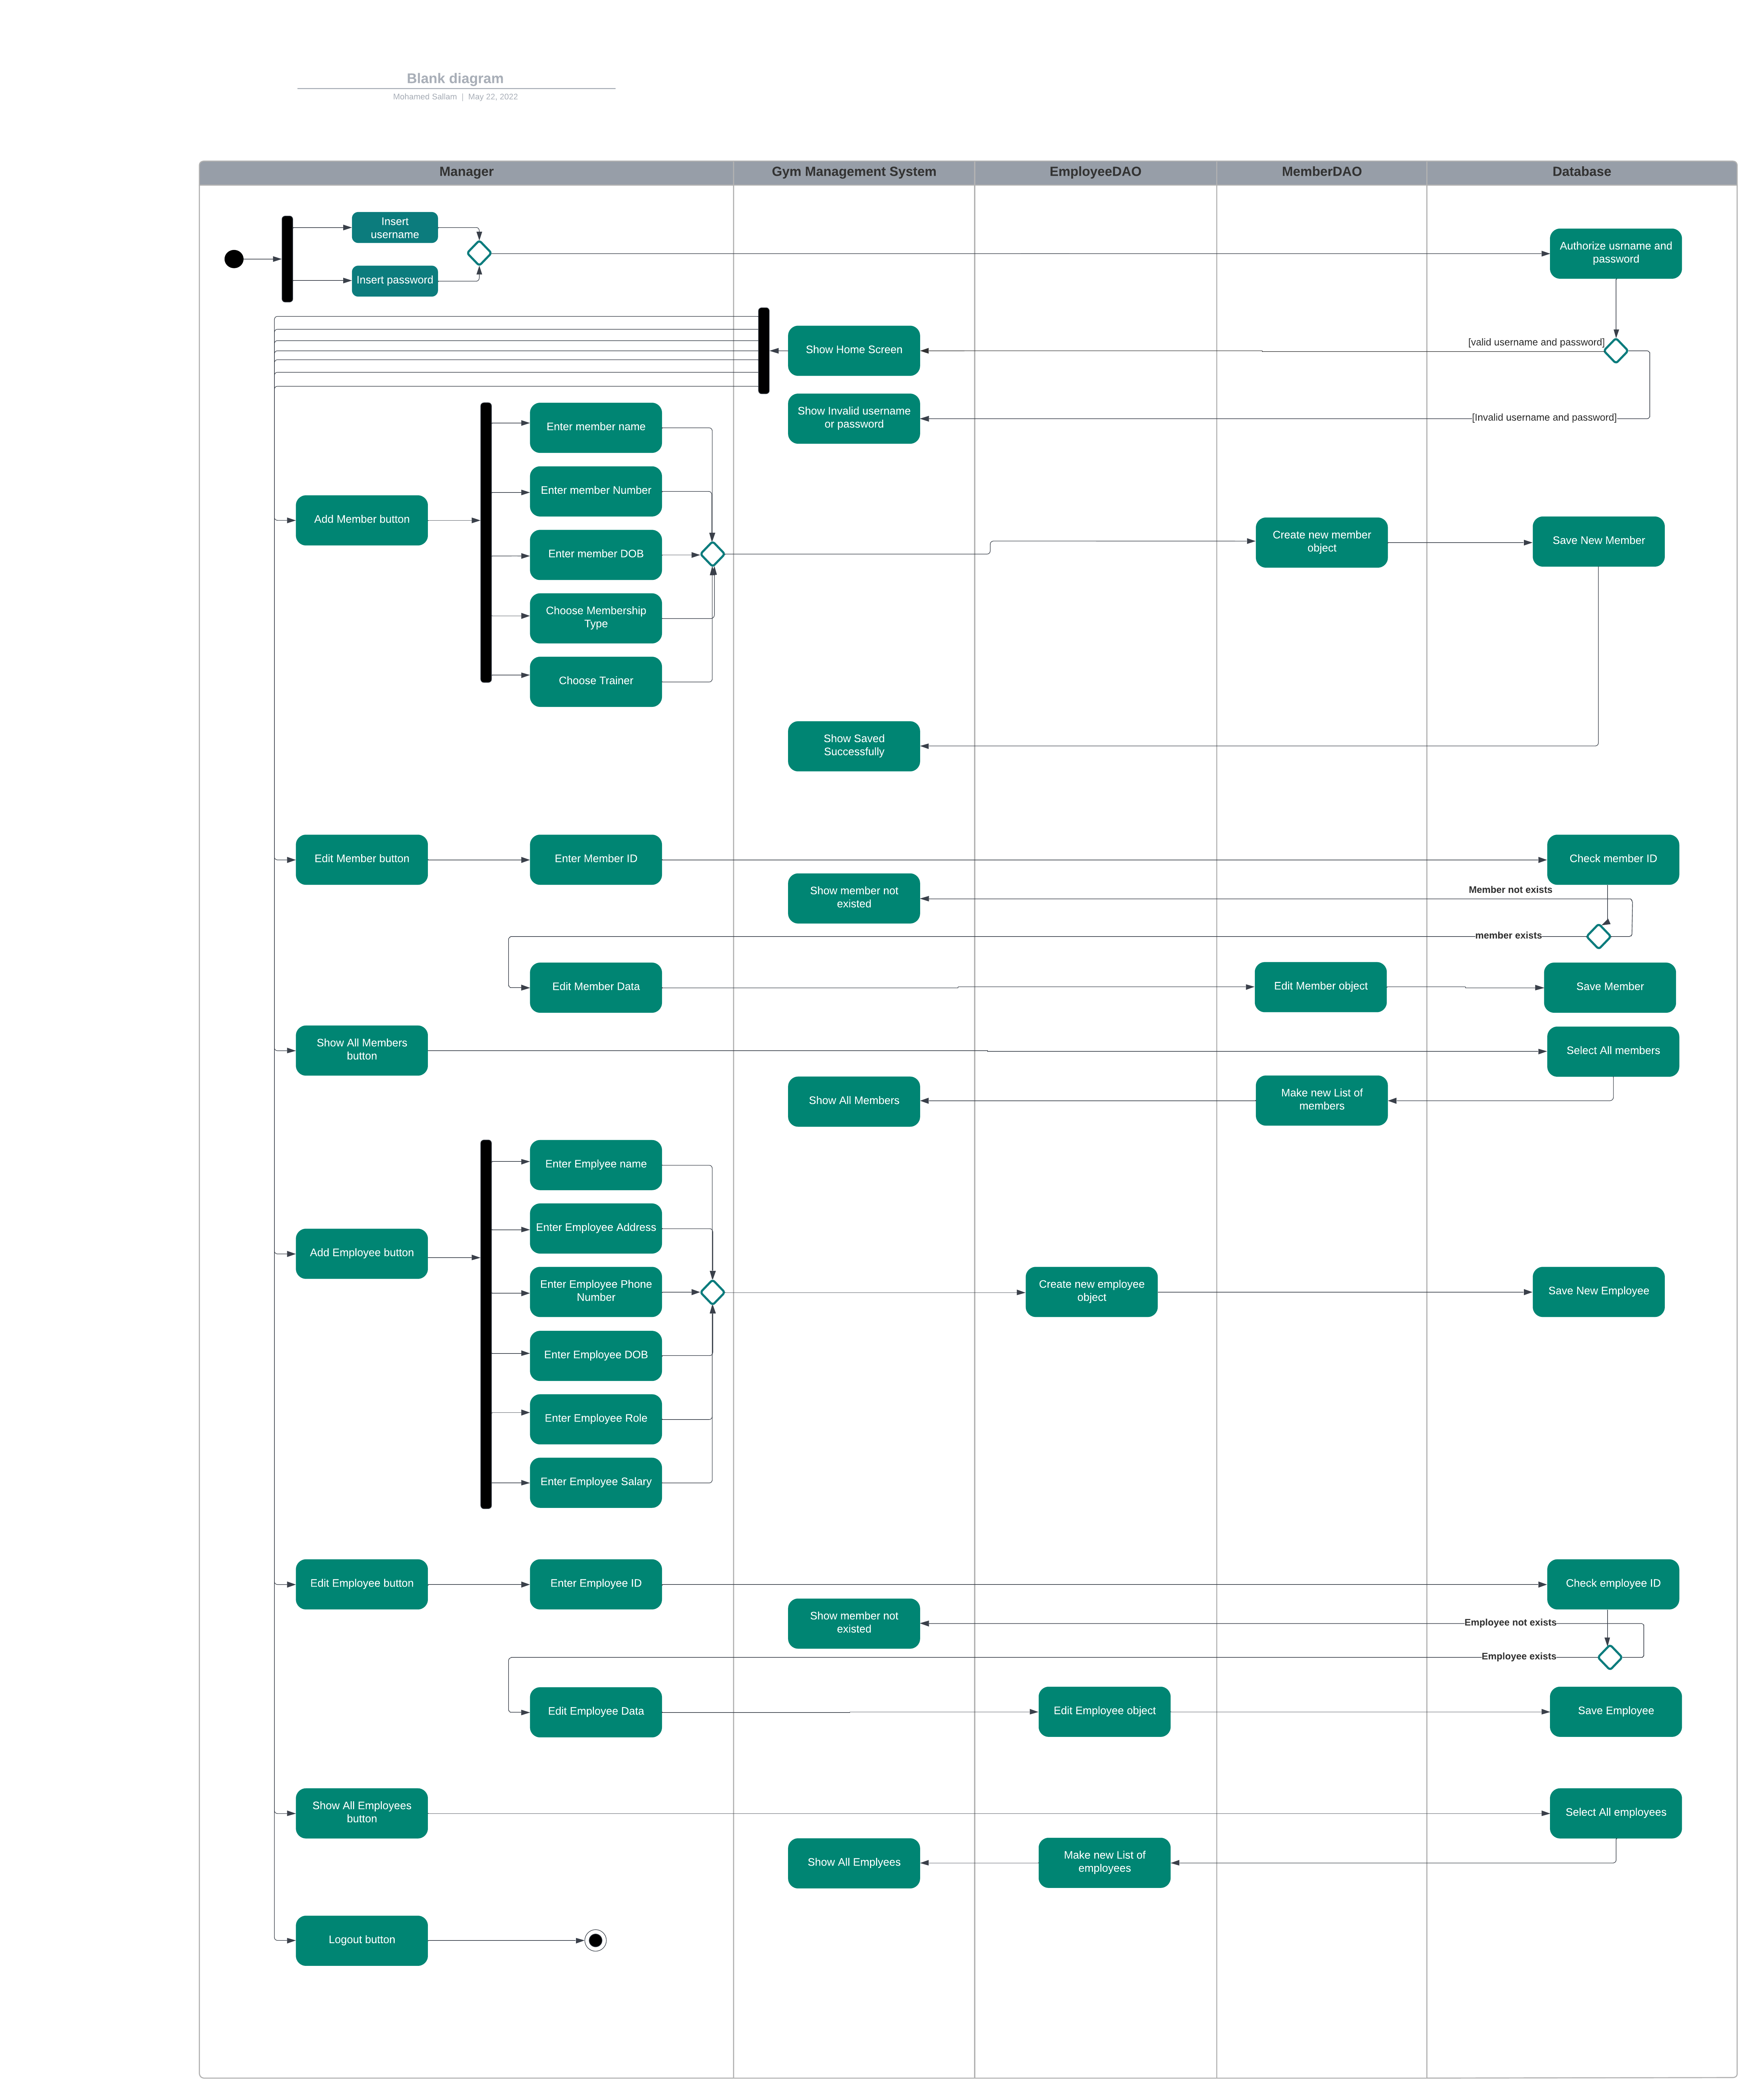 Blank diagram
Mohamed Sallam | May 22, 2022
Manager
Gym Management System
EmployeeDAO
MemberDAO
Database
Insert
username
Insert password
Authorize usrname and
password
[valid username and password]
Show Home Screen
Show Invalid username
or password
[Invalid username and password]
Enter member name
Enter member Number
Add Member button
Enter member DOB
Create new member
object
Save New Member
Choose Membership
Type
Choose Trainer
Show Saved
Successfully
Edit Member button
Enter Member ID
Check member ID
Show member not
existed
Member not exists
member exists
Edit Member Data
Edit Member object
Save Member
Show All Members
button
Select All members
Show All Members
Make new List of
members
Enter Emplyee name
Enter Employee Address
Add Employee button
Enter Employee Phone
Number
Create new employee
object
Save New Employee
Enter Employee DOB
Enter Employee Role
Enter Employee Salary
Edit Employee button
Enter Employee ID
Check employee ID
Show member not
existed
Employee not exists
Employee exists
Edit Employee Data
Edit Employee object
Save Employee
Show All Employees
button
Select All employees
Show All Emplyees
Make new List of
employees
Logout button